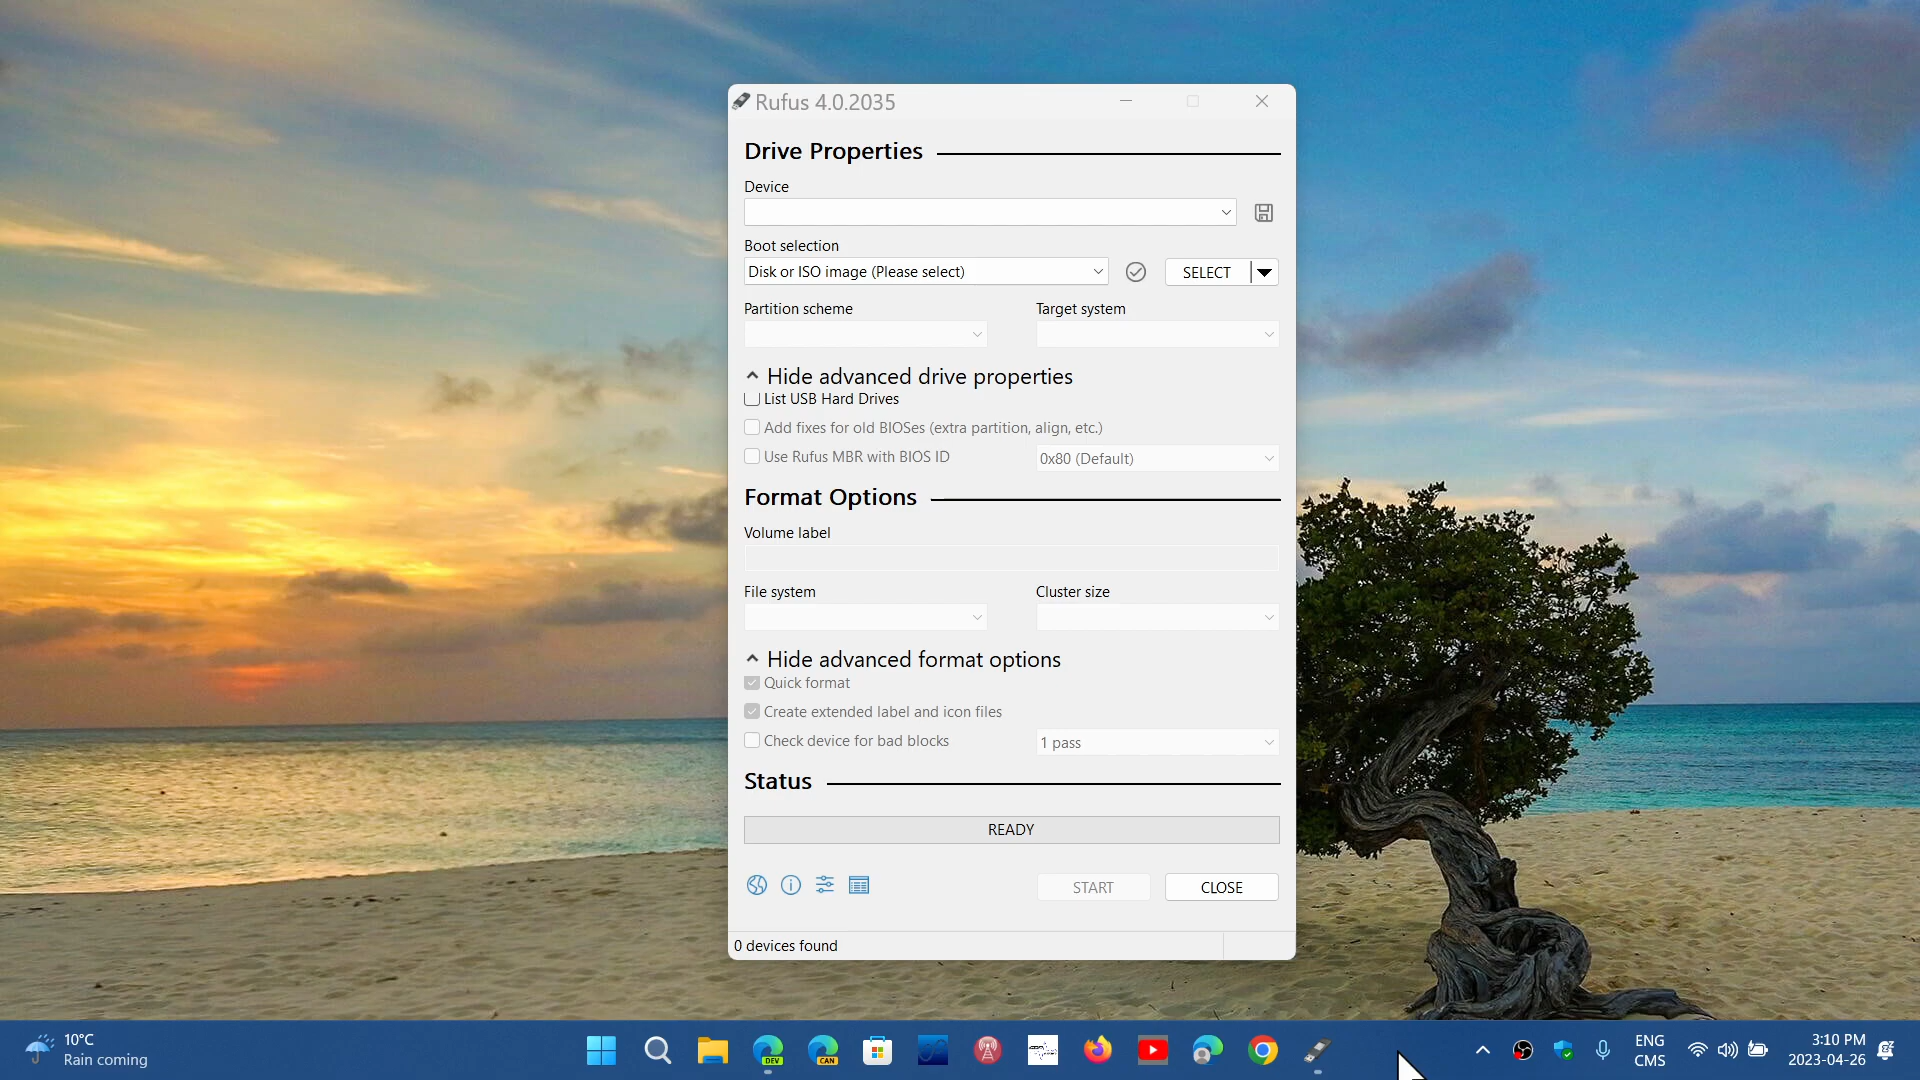 Rufus 4.0.2035
Drive Properties
Device
Boot selection
Disk or ISO image (Please select)
SELECT
Partition scheme
Target system
Hide advanced drive properties
List USB Hard Drives
Add fixes for old BIOSes (extra partition, align, etc.)
Use Rufus MBR with BIOS ID
0x80 (Default)
Format Options
Volume label
File system
Cluster size
Hide advanced format options
Quick format
Create extended label and icon files
Check device for bad blocks
1 pass
Status
READY
START
CLOSE
0 devices found
10°C
Rain coming
DEV
CAN
ENG
CMS
3:10 PM
2023-04-26